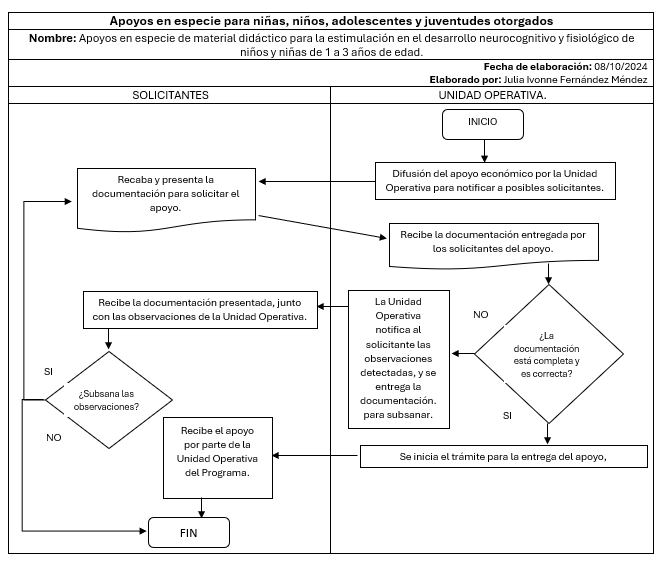 Apoyos en especie para niñas, niños, adolescentes y juventudes otorgados
Nombre: Apoyos en especie de material didáctico para la estimulación en el desarrollo neurocognitivo y fisiológico de
niños y niñas de 1 a 3 años de edad.
Fecha de elaboración: 08/10/2024
Elaborado por: Julia Ivonne Fernández Méndez
SOLICITANTES
UNIDAD OPERATIVA.
INICIO
Difusión del apoyo económico por la Unidad
Operativa para notificar a posibles solicitantes.
Recaba y presenta la
documentación para solicitar el
apoyo.
Recibe la documentación entregada por
los solicitantes del apoyo.
¿La
documentación
está completa y
es correcta?
NO
SI
La Unidad
Operativa
notifica al
solicitante las
observaciones
detectadas, y se
entrega la
documentación.
para subsanar.
Recibe la documentación presentada, junto
con las observaciones de la Unidad Operativa.
SI
¿Subsana las
observaciones?
NO
Se inicia el trámite para la entrega del apoyo,
Recibe el apoyo
por parte de la
Unidad Operativa
del Programa.
FIN